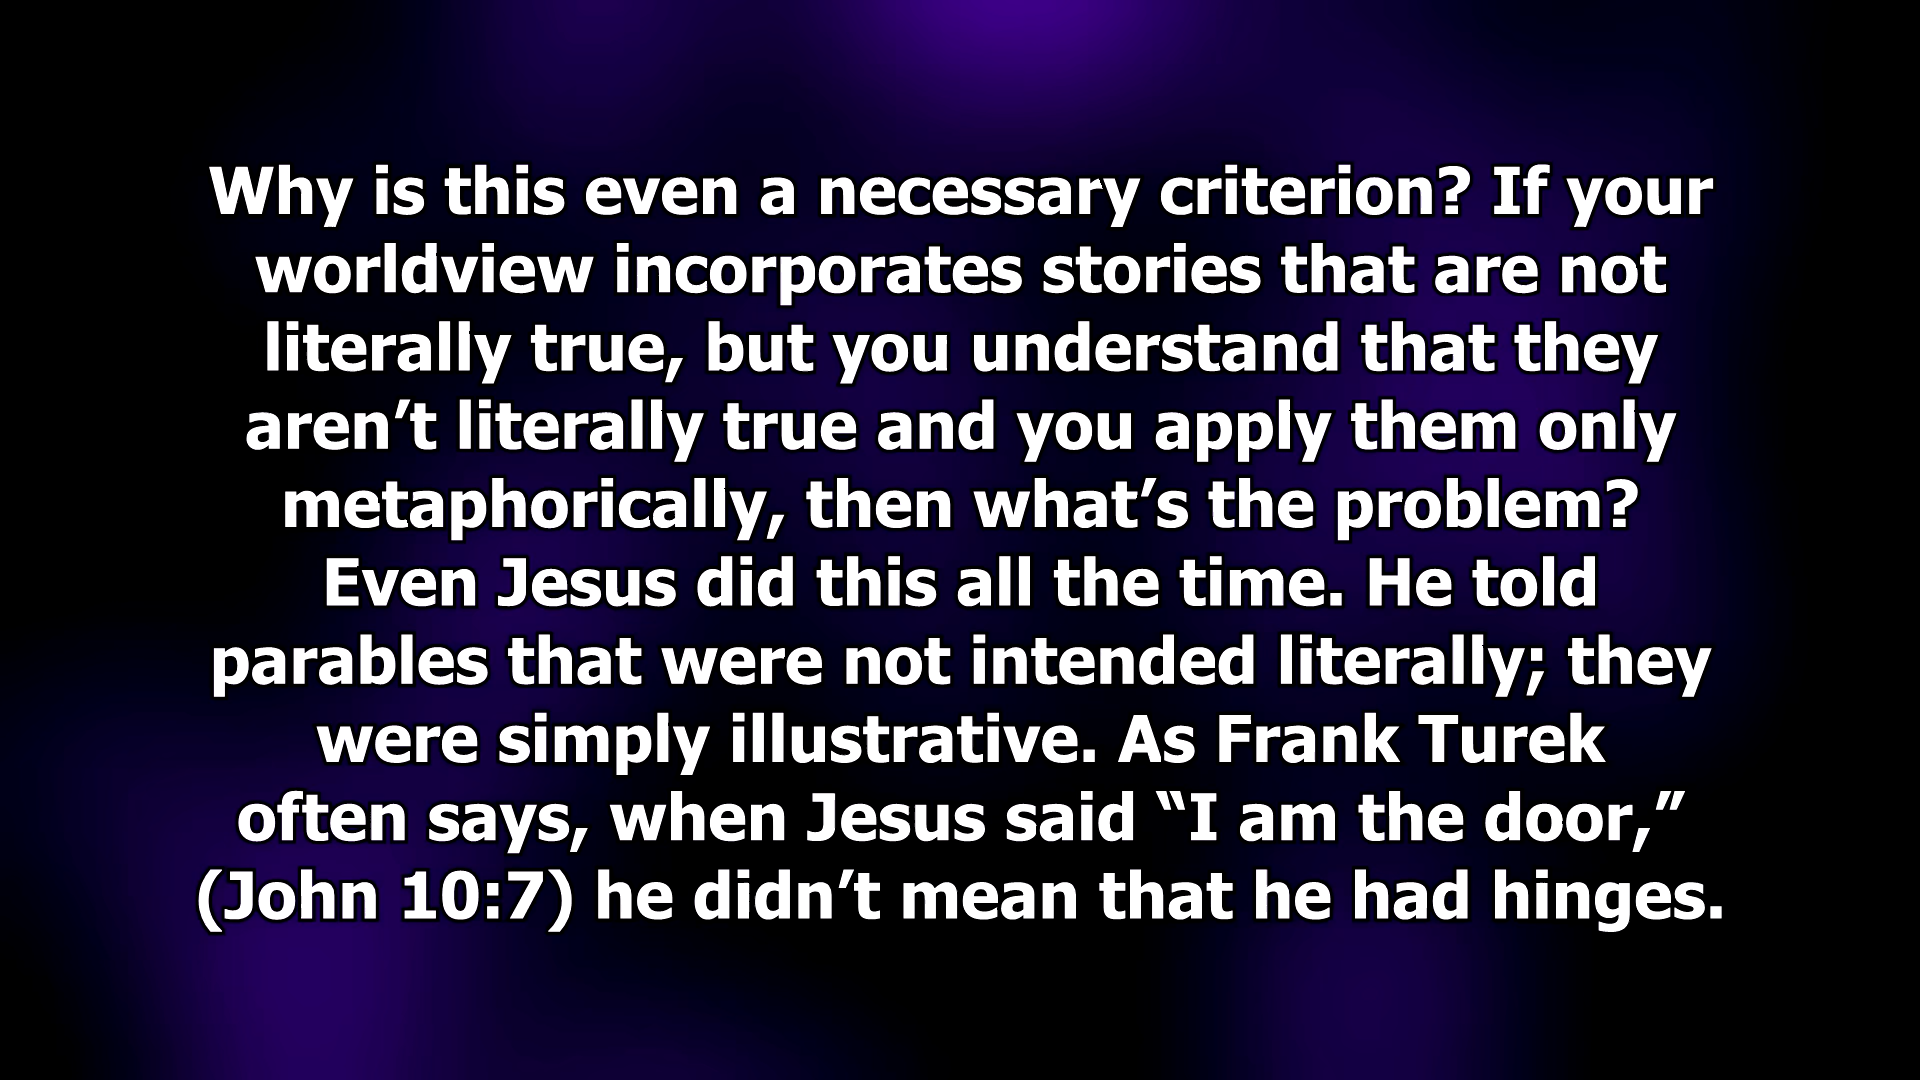 Why is this even a necessary criterion? If your
worldview incorporates stories that are not
literally true, but you understand that they
aren’t literally true and you apply them only
metaphorically, then what’s the problem?
Even Jesus did this all the time. He told
parables that were not intended literally; they
were simply illustrative. As Frank Turek
often says, when Jesus said “I am the door,”
(John 10:7) he didn’t mean that he had hinges.